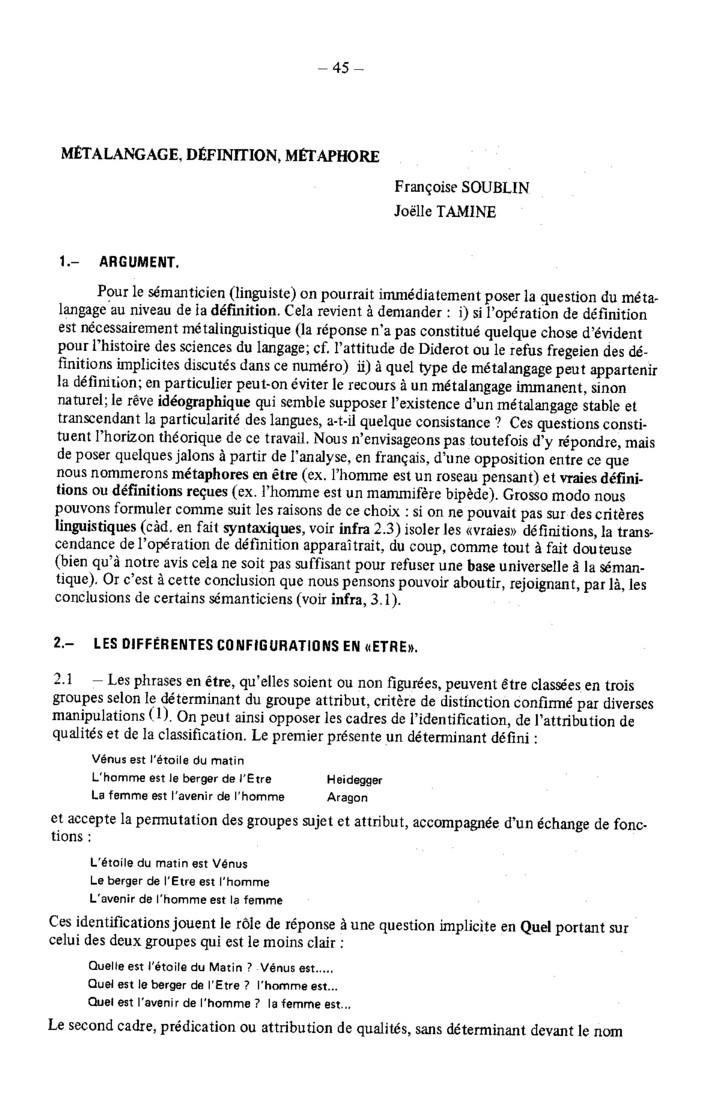 – 45 –
MÉTALANGAGE, DÉFINITION, MÉTAPHORE
Françoise SOUBLIN
Joëlle TAMINE
1.– ARGUMENT.
Pour le sémanticien (linguiste) on pourrait immédiatement poser la question du méta-
langage au niveau de la définition. Cela revient à demander : i) si l'opération de définition
est nécessairement métalinguistique (la réponse n'a pas constitué quelque chose d'évident
pour l'histoire des sciences du langage; cf. l'attitude de Diderot ou le refus fregeien des dé-
finitions implicites discutés dans ce numéro) ii) à quel type de métalangage peut appartenir
la définition; en particulier peut-on éviter le recours à un métalangage immanent, sinon
naturel; le rêve idéographique qui semble supposer l'existence d'un métalangage stable et
transcendant la particularité des langues, a-t-il quelque consistance ? Ces questions consti-
tuent l'horizon théorique de ce travail. Nous n'envisageons pas toutefois d'y répondre, mais
de poser quelques jalons à partir de l'analyse, en français, d'une opposition entre ce que
nous nommerons métaphores en être (ex. l'homme est un roseau pensant) et vraies défini-
tions ou définitions reçues (ex. l'homme est un mammifère bipède). Grosso modo nous
pouvons formuler comme suit les raisons de ce choix : si on ne pouvait pas sur des critères
linguistiques (càd. en fait syntaxiques, voir infra 2.3) isoler les «vraies» définitions, la trans-
cendance de l'opération de définition apparaîtrait, du coup, comme tout à fait douteuse
(bien qu'à notre avis cela ne soit pas suffisant pour refuser une base universelle à la séman-
tique). Or c'est à cette conclusion que nous pensons pouvoir aboutir, rejoignant, par là, les
conclusions de certains sémanticiens (voir infra, 3.1).
2.– LES DIFFÉRENTES CONFIGURATIONS EN «ETRE».
2.1 – Les phrases en être, qu'elles soient ou non figurées, peuvent être classées en trois
groupes selon le déterminant du groupe attribut, critère de distinction confirmé par diverses
manipulations (1). On peut ainsi opposer les cadres de l'identification, de l'attribution de
qualités et de la classification. Le premier présente un déterminant défini :
Vénus est l'étoile du matin
L'homme est le berger de l'Etre Heidegger
La femme est l'avenir de l'homme Aragon
et accepte la permutation des groupes sujet et attribut, accompagnée d'un échange de fonc-
tions :
L'étoile du matin est Vénus
Le berger de l'Etre est l'homme
L'avenir de l'homme est la femme
Ces identifications jouent le rôle de réponse à une question implicite en Quel portant sur
celui des deux groupes qui est le moins clair :
Quelle est l'étoile du Matin ? Vénus est.....
Quel est le berger de l'Etre ? l'homme est...
Quel est l'avenir de l'homme ? la femme est...
Le second cadre, prédication ou attribution de qualités, sans déterminant devant le nom